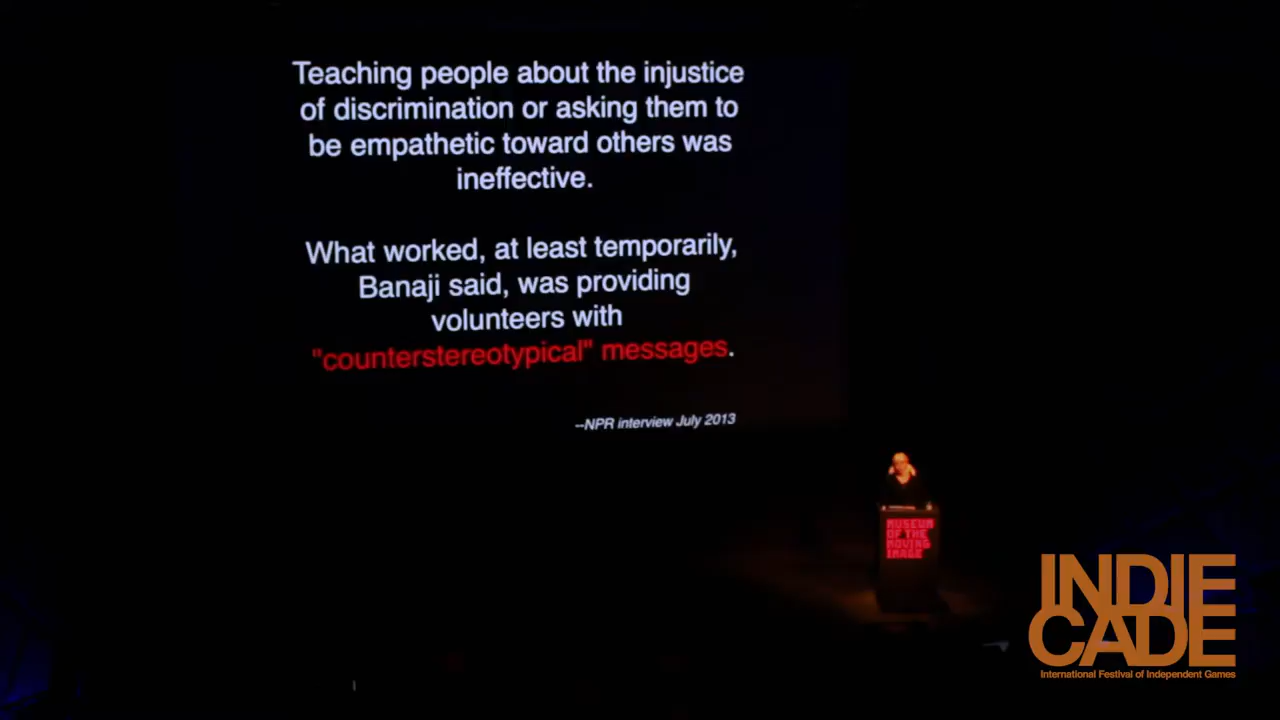 Teaching people about the injustice
of discrimination or asking them to
be empathetic toward others was
ineffective.
What worked, at least temporarily,
Banaji said, was providing
volunteers with
"counterstereotypical" messages.
--NPR interview July 2013
MUSEUM
OF THE
MOVING
IMAGE
INDIE
CADE
International Festival of Independent Games